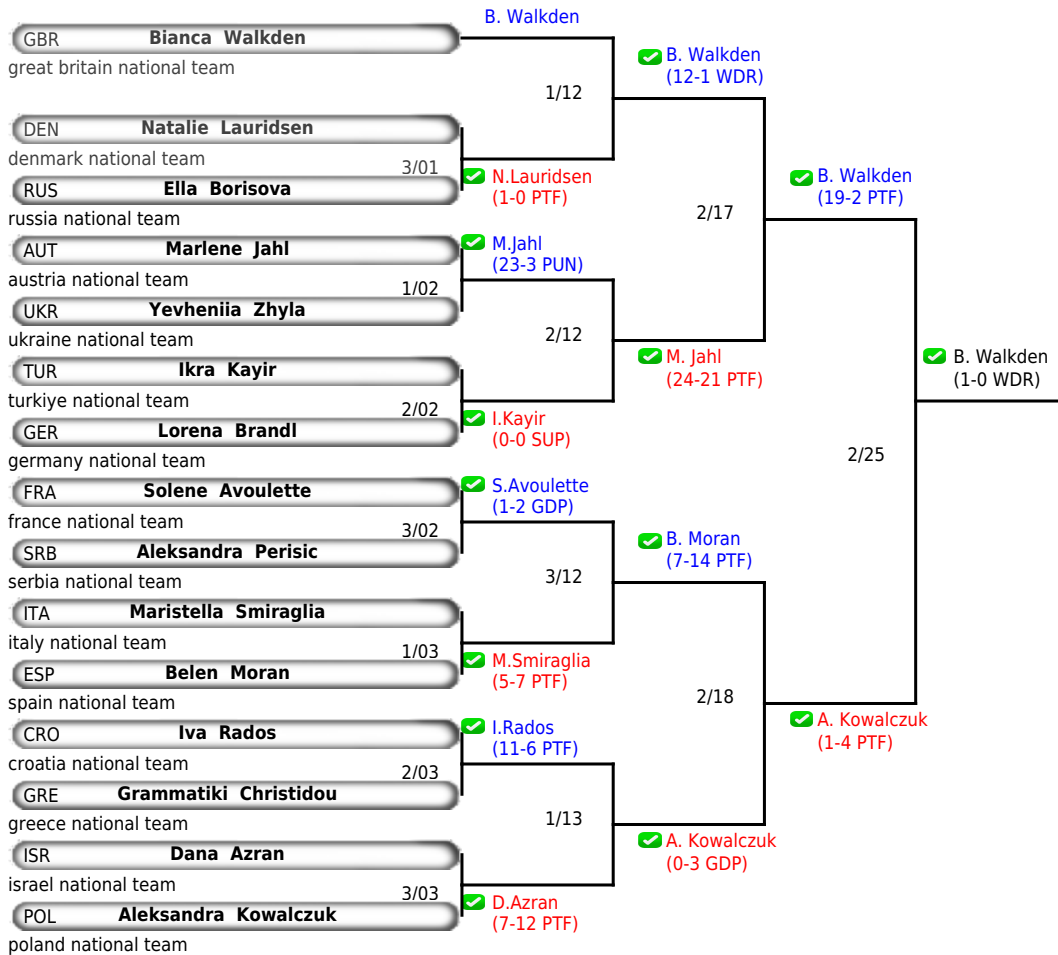 B. Walkden
GBR Bianca Walkden
great britain national team
B. Walkden
(12-1 WDR)
1/12
DEN Natalie Lauridsen
denmark national team
3/01
RUS Ella Borisova
russia national team
N.Lauridsen
(1-0 PTF)
B. Walkden
(19-2 PTF)
2/17
AUT Marlene Jahl
austria national team
M.Jahl
(23-3 PUN)
1/02
UKR Yevheniia Zhyla
ukraine national team
2/12
TUR Ikra Kayir
turkiye national team
M. Jahl
(24-21 PTF)
B. Walkden
(1-0 WDR)
2/02
GER Lorena Brandl
germany national team
I.Kayir
(0-0 SUP)
2/25
FRA Solene Avoulette
france national team
S.Avoulette
(1-2 GDP)
3/02
SRB Aleksandra Perisic
serbia national team
B. Moran
(7-14 PTF)
3/12
ITA Maristella Smiraglia
italy national team
1/03
ESP Belen Moran
spain national team
M.Smiraglia
(5-7 PTF)
2/18
A. Kowalczuk
(1-4 PTF)
CRO Iva Rados
croatia national team
I.Rados
(11-6 PTF)
2/03
GRE Grammatiki Christidou
greece national team
1/13
A. Kowalczuk
(0-3 GDP)
ISR Dana Azran
israel national team
3/03
POL Aleksandra Kowalczuk
poland national team
D.Azran
(7-12 PTF)